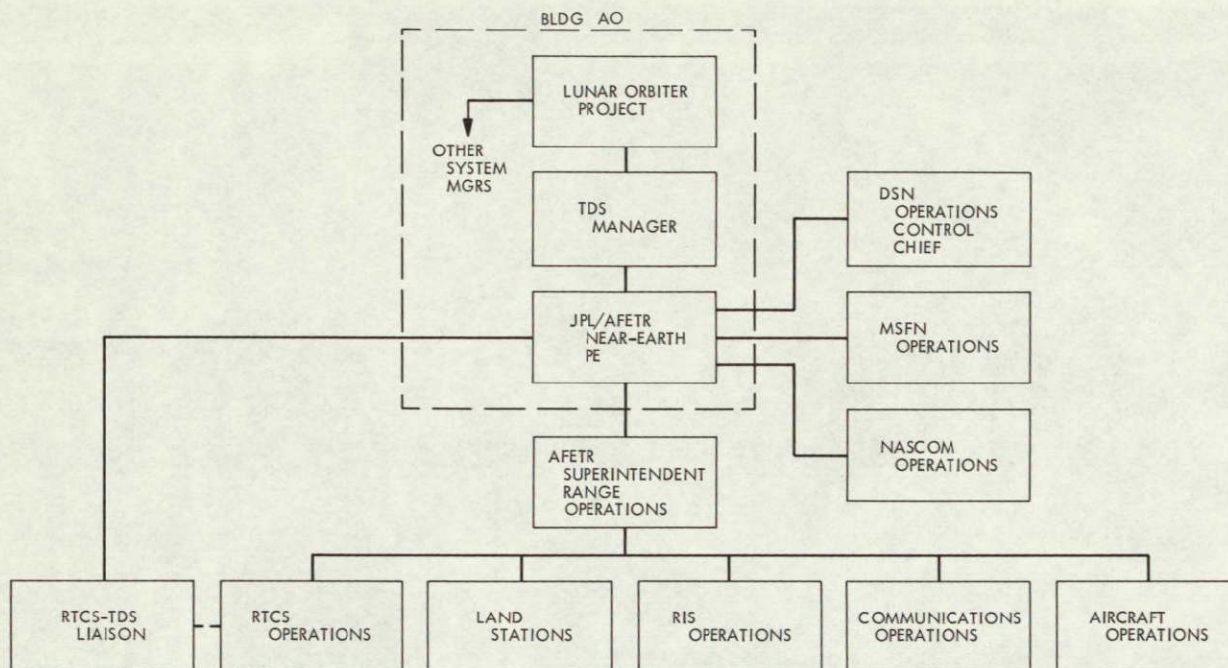 BLDG AO
LUNAR ORBITER
PROJECT
OTHER
SYSTEM
MGRS
TDS
MANAGER
DSN
OPERATIONS
CONTROL
CHIEF
JPL/AFETR
NEAR-EARTH
PE
MSFN
OPERATIONS
AFETR
SUPERINTENDENT
RANGE
OPERATIONS
NASCOM
OPERATIONS
RTCS-TDS
LIAISON
RTCS
OPERATIONS
LAND
STATIONS
RIS
OPERATIONS
COMMUNICATIONS
OPERATIONS
AIRCRAFT
OPERATIONS